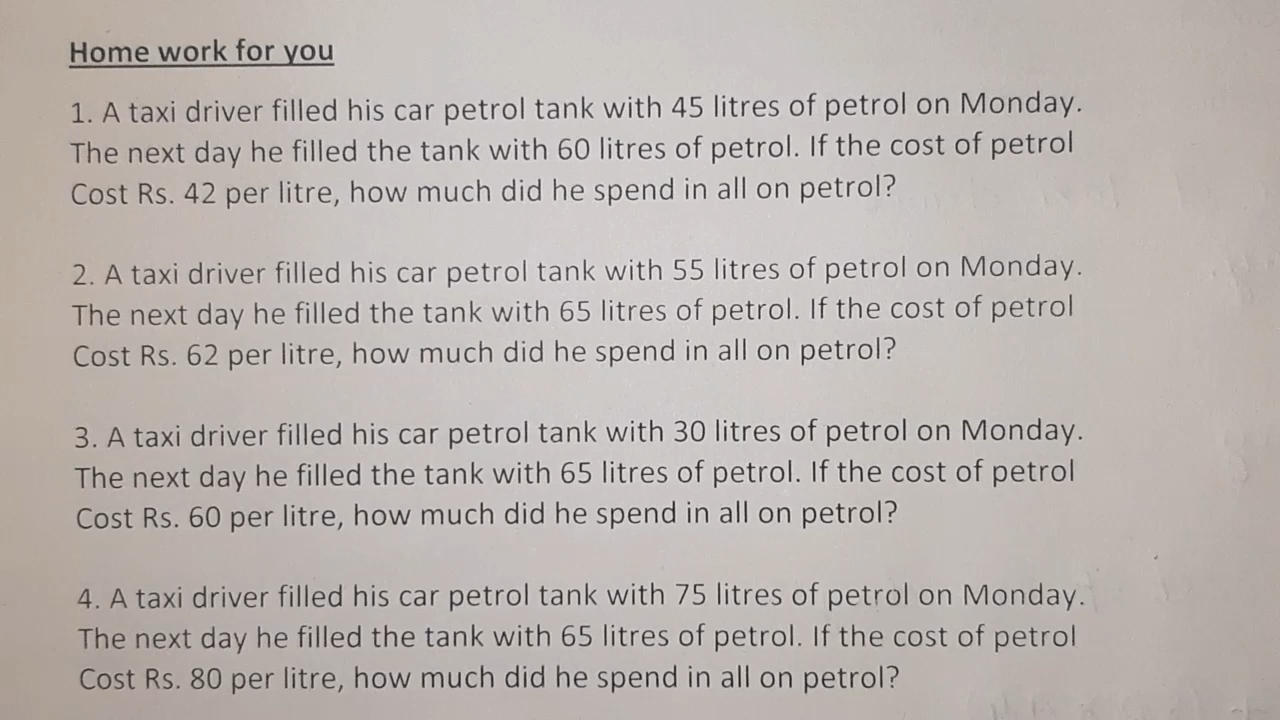 Home work for you
1. A taxi driver filled his car petrol tank with 45 litres of petrol on Monday.
The next day he filled the tank with 60 litres of petrol. If the cost of petrol
Cost Rs. 42 per litre, how much did he spend in all on petrol?
2. A taxi driver filled his car petrol tank with 55 litres of petrol on Monday.
The next day he filled the tank with 65 litres of petrol. If the cost of petrol
Cost Rs. 62 per litre, how much did he spend in all on petrol?
3. A taxi driver filled his car petrol tank with 30 litres of petrol on Monday.
The next day he filled the tank with 65 litres of petrol. If the cost of petrol
Cost Rs. 60 per litre, how much did he spend in all on petrol?
4. A taxi driver filled his car petrol tank with 75 litres of petrol on Monday.
The next day he filled the tank with 65 litres of petrol. If the cost of petrol
Cost Rs. 80 per litre, how much did he spend in all on petrol?